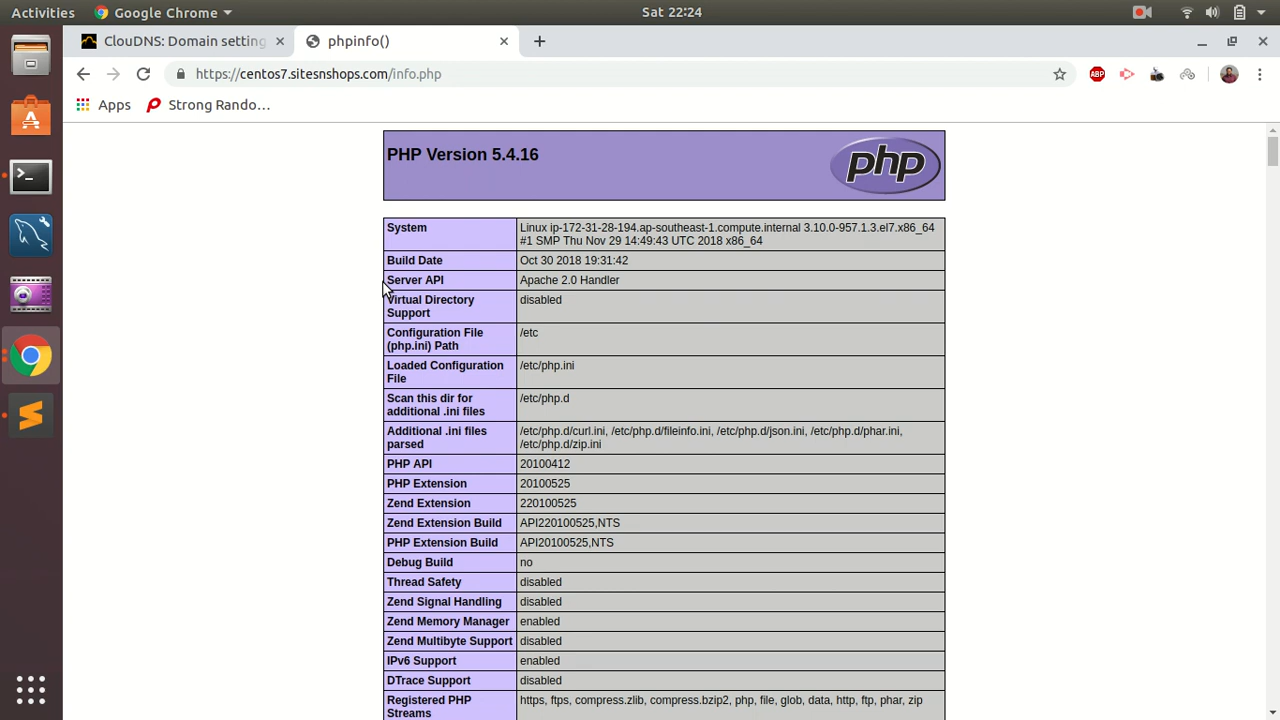 Activities Google Chrome Sat 22:24
ClouDNS: Domain setting phpinfo()
https://centos7.sitesnshops.com/info.php ABP
Apps Strong Rando…
PHP Version 5.4.16 php
System Linux ip-172-31-28-194.ap-southeast-1.compute.internal 3.10.0-957.1.3.el7.x86_64
#1 SMP Thu Nov 29 14:49:43 UTC 2018 x86_64
Build Date Oct 30 2018 19:31:42
Server API Apache 2.0 Handler
Virtual Directory disabled
Support
Configuration File /etc
(php.ini) Path
Loaded Configuration /etc/php.ini
File
Scan this dir for /etc/php.d
additional .ini files
Additional .ini files /etc/php.d/curl.ini, /etc/php.d/fileinfo.ini, /etc/php.d/json.ini, /etc/php.d/phar.ini,
parsed /etc/php.d/zip.ini
PHP API 20100412
PHP Extension 20100525
Zend Extension 220100525
Zend Extension Build API220100525,NTS
PHP Extension Build API20100525,NTS
Debug Build no
Thread Safety disabled
Zend Signal Handling disabled
Zend Memory Manager enabled
Zend Multibyte Support disabled
IPv6 Support enabled
DTrace Support disabled
Registered PHP https, ftps, compress.zlib, compress.bzip2, php, file, glob, data, http, ftp, phar, zip
Streams